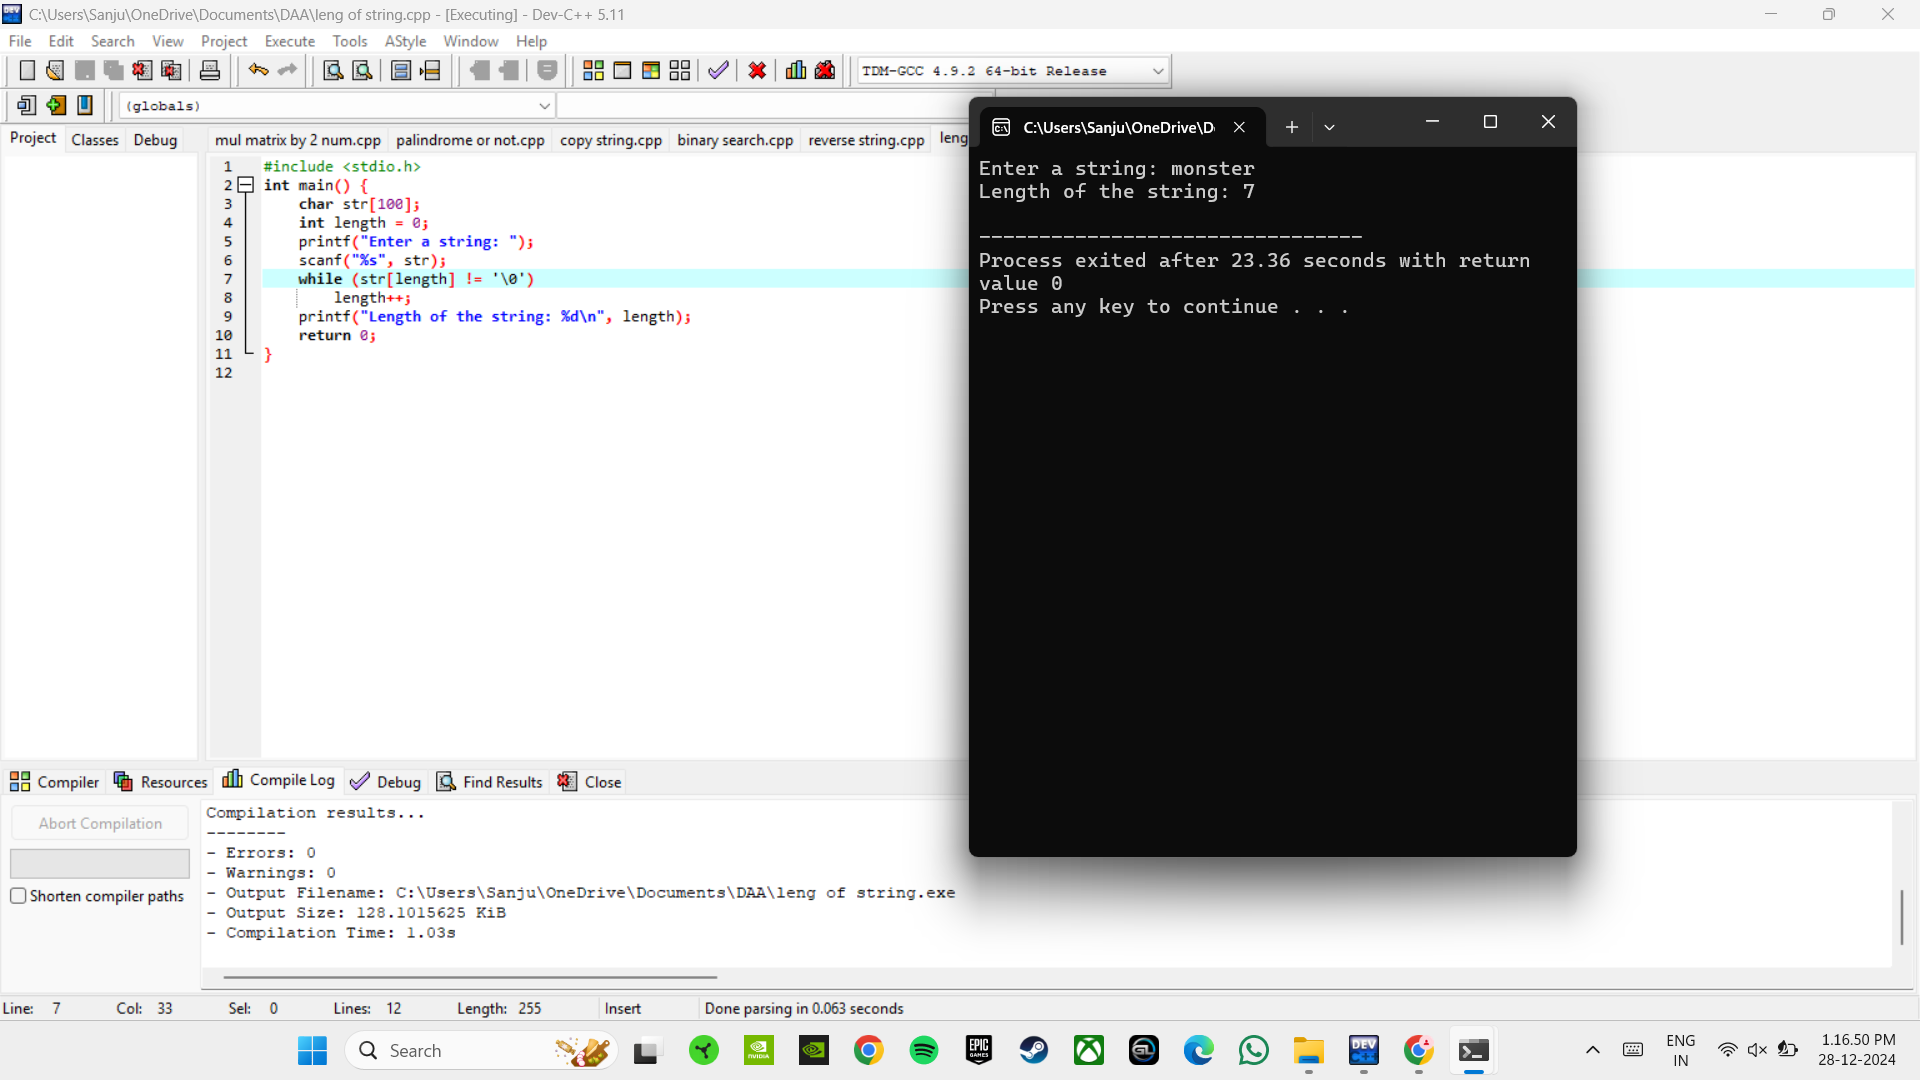 C:\Users\Sanju\OneDrive\Documents\DAA\leng of string.cpp - [Executing] - Dev-C++ 5.11
File Edit Search View Project Execute Tools AStyle Window Help
TDM-GCC 4.9.2 64-bit Release
(globals)
Project Classes Debug
mul matrix by 2 num.cpp palindrome or not.cpp copy string.cpp binary search.cpp reverse string.cpp leng
1 #include <stdio.h>
2 int main() {
3 char str[100];
4 int length = 0;
5 printf("Enter a string: ");
6 scanf("%s", str);
7 while (str[length] != '\0')
8 length++;
9 printf("Length of the string: %d\n", length);
10 return 0;
11 }
12
C:\Users\Sanju\OneDrive\D
Enter a string: monster
Length of the string: 7
--------------------------------
Process exited after 23.36 seconds with return
value 0
Press any key to continue . . .
Compiler Resources Compile Log Debug Find Results Close
Abort Compilation
Shorten compiler paths
Compilation results...
--------
- Errors: 0
- Warnings: 0
- Output Filename: C:\Users\Sanju\OneDrive\Documents\DAA\leng of string.exe
- Output Size: 128.1015625 KiB
- Compilation Time: 1.03s
Line: 7 Col: 33 Sel: 0 Lines: 12 Length: 255 Insert Done parsing in 0.063 seconds
Search
NVIDIA
EPIC GAMES
DEV
ENG
IN
1.16.50 PM
28-12-2024